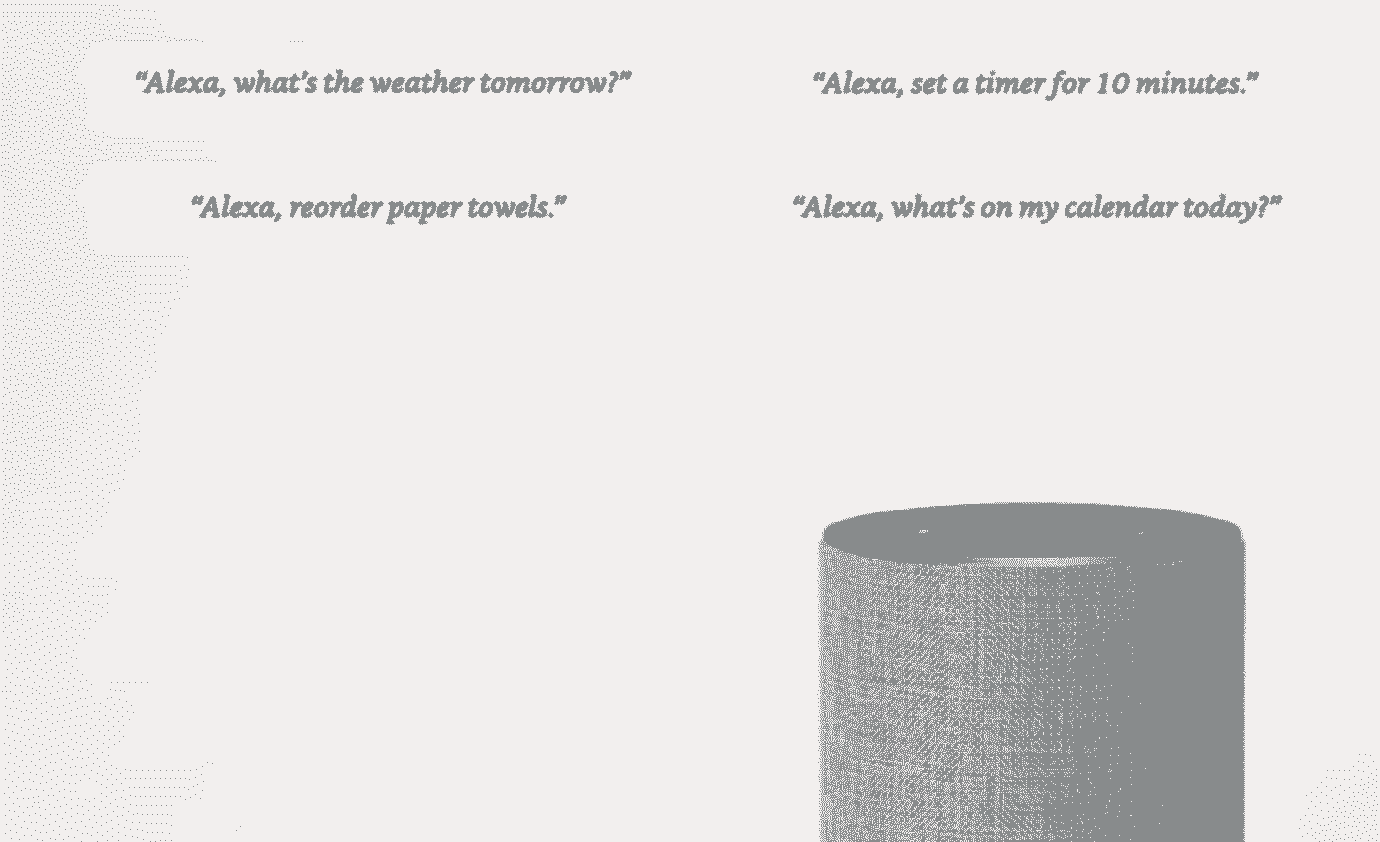 “Alexa, what’s the weather tomorrow?”
“Alexa, set a timer for 10 minutes.”
“Alexa, reorder paper towels.”
“Alexa, what’s on my calendar today?”